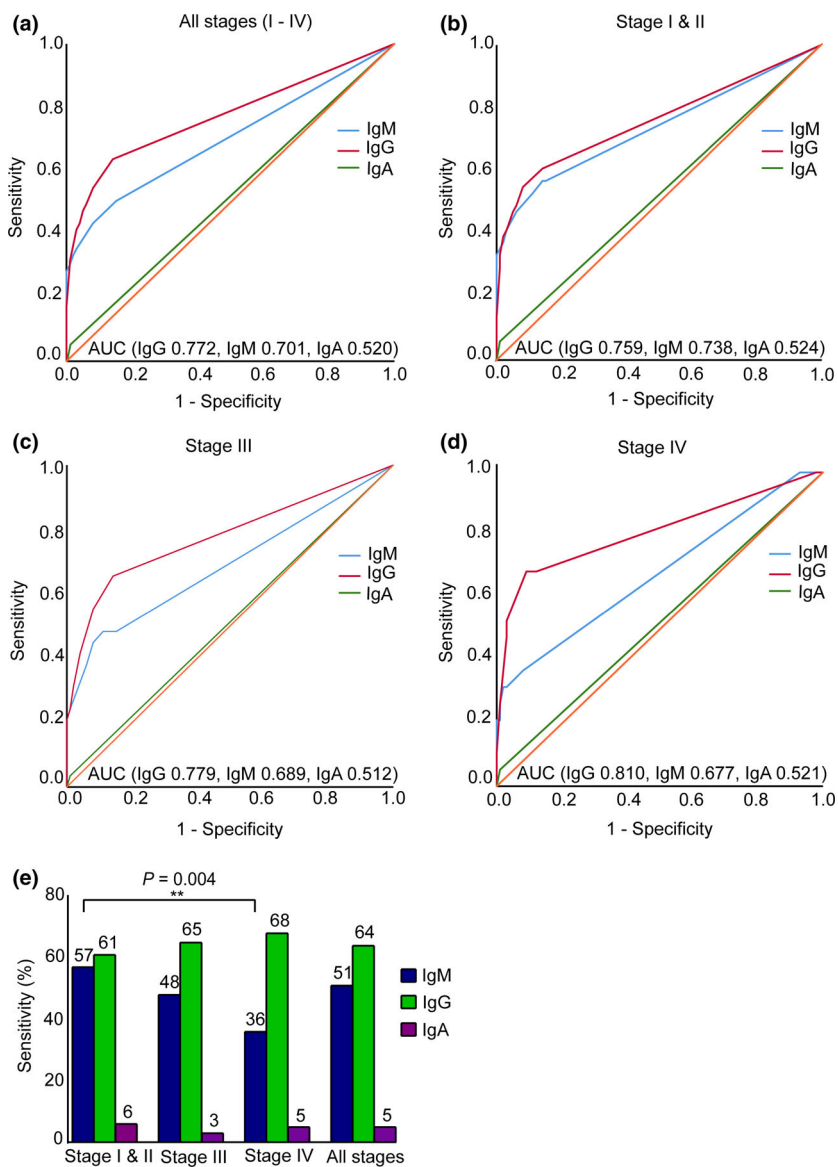 (a) All stages (I - IV)
1.0
0.8
0.6
0.4
0.2
0.0
Sensitivity
IgM
IgG
IgA
AUC (IgG 0.772, IgM 0.701, IgA 0.520)
0.0 0.2 0.4 0.6 0.8 1.0
1 - Specificity
(b) Stage I & II
1.0
0.8
0.6
0.4
0.2
0.0
Sensitivity
IgM
IgG
IgA
AUC (IgG 0.759, IgM 0.738, IgA 0.524)
0.0 0.2 0.4 0.6 0.8 1.0
1 - Specificity
(c) Stage III
1.0
0.8
0.6
0.4
0.2
0.0
Sensitivity
IgM
IgG
IgA
AUC (IgG 0.779, IgM 0.689, IgA 0.512)
0.0 0.2 0.4 0.6 0.8 1.0
1 - Specificity
(d) Stage IV
1.0
0.8
0.6
0.4
0.2
0.0
Sensitivity
IgM
IgG
IgA
AUC (IgG 0.810, IgM 0.677, IgA 0.521)
0.0 0.2 0.4 0.6 0.8 1.0
1 - Specificity
(e)
P = 0.004
**
80
60
40
20
0
Sensitivity (%)
57 61 6
48 65 3
36 68 5
51 64 5
IgM
IgG
IgA
Stage I & II Stage III Stage IV All stages